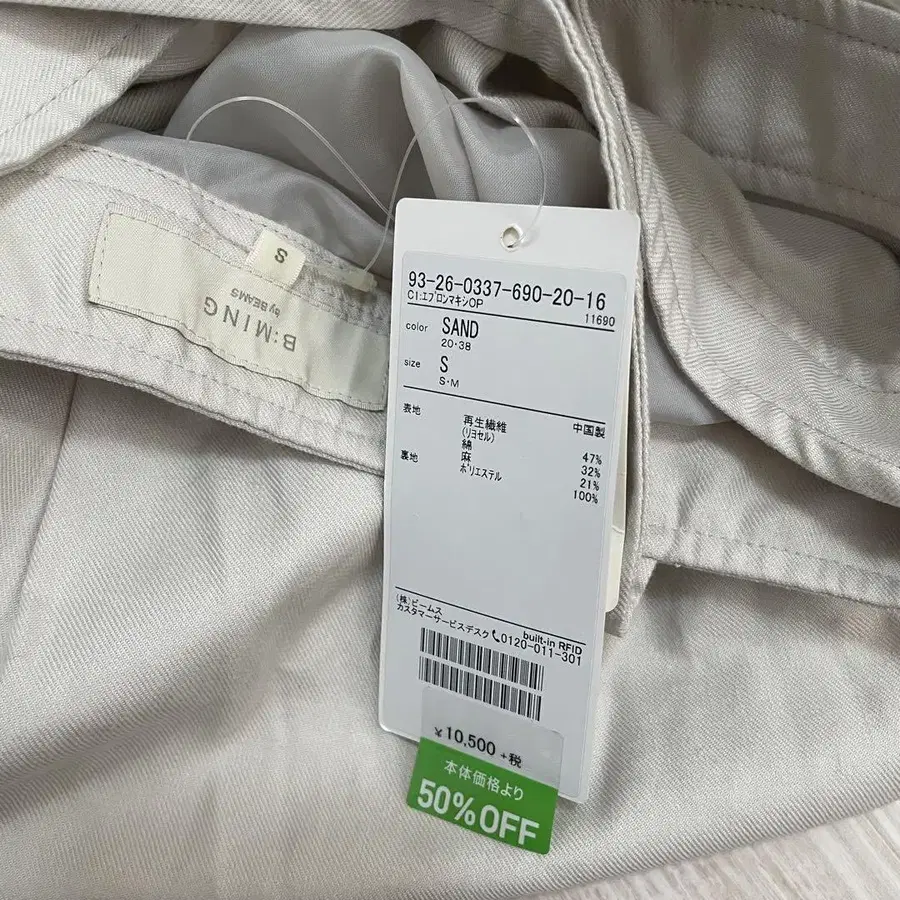 B:MING
by BEAMS
S
93-26-0337-690-20-16
C1:エプロンマキシOP
11690
color SAND
20・38
size S
S・M
表地 再生繊維 中国製
(リヨセル) 47%
綿 32%
麻 21%
裏地 ポリエステル 100%
(株)ビームス
カスタマーサービスデスク 0120-011-301
built-in RFID
¥10,500 +税
本体価格より
50%OFF